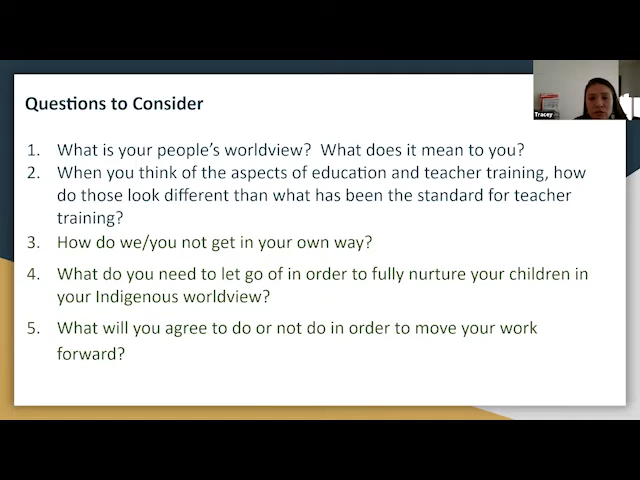 Questions to Consider
Tracey
1. What is your people's worldview? What does it mean to you?
2. When you think of the aspects of education and teacher training, how
do those look different than what has been the standard for teacher
training?
3. How do we/you not get in your own way?
4. What do you need to let go of in order to fully nurture your children in
your Indigenous worldview?
5. What will you agree to do or not do in order to move your work
forward?